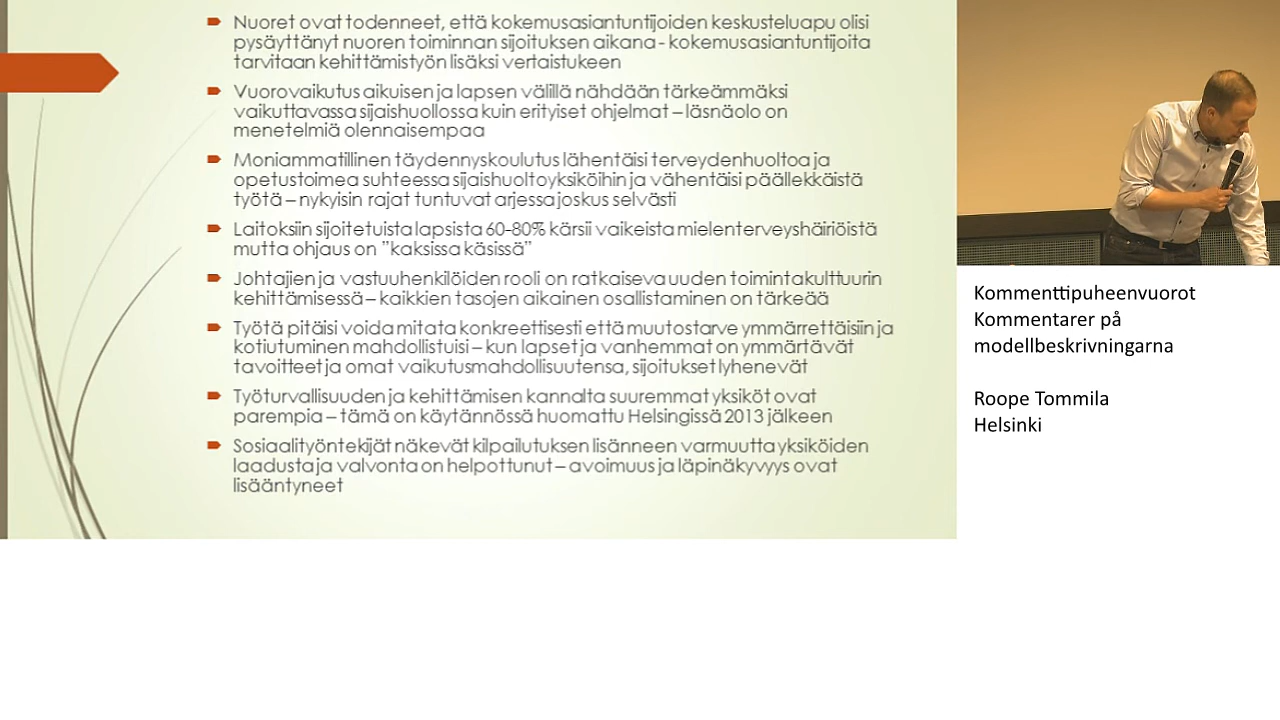 Nuoret ovat todenneet, että kokemusasiantuntijoiden keskusteluapu olisi
pysäyttänyt nuoren toiminnan sijoituksen aikana - kokemusasiantuntijoita
tarvitaan kehittämistyön lisäksi vertaistukeen
Vuorovaikutus aikuisen ja lapsen välillä nähdään tärkeämmäksi
vaikuttavassa sijaishuollossa kuin erityiset ohjelmat – läsnäolo on
menetelmiä olennaisempaa
Moniammatillinen täydennyskoulutus lähentäisi terveydenhuoltoa ja
opetustoimea suhteessa sijaishuoltoyksiköihin ja vähentäisi päällekkäistä
työtä – nykyisin rajat tuntuvat arjessa joskus selvästi
Laitoksiin sijoitetuista lapsista 60-80% kärsii vaikeista mielenterveyshäiriöistä
mutta ohjaus on ”kaksissa käsissä”
Johtajien ja vastuuhenkilöiden rooli on ratkaiseva uuden toimintakulttuurin
kehittämisessä – kaikkien tasojen aikainen osallistaminen on tärkeää
Työtä pitäisi voida mitata konkreettisesti että muutostarve ymmärrettäisiin ja
kotiutuminen mahdollistuisi – kun lapset ja vanhemmat on ymmärtävät
tavoitteet ja omat vaikutusmahdollisuutensa, sijoitukset lyhenevät
Työturvallisuuden ja kehittämisen kannalta suuremmat yksiköt ovat
parempia – tämä on käytännössä huomattu Helsingissä 2013 jälkeen
Sosiaalityöntekijät näkevät kilpailutuksen lisänneen varmuutta yksiköiden
laadusta ja valvonta on helpottunut – avoimuus ja läpinäkyvyys ovat
lisääntyneet
Kommenttipuheenvuorot
Kommentarer på
modellbeskrivningarna
Roope Tommila
Helsinki